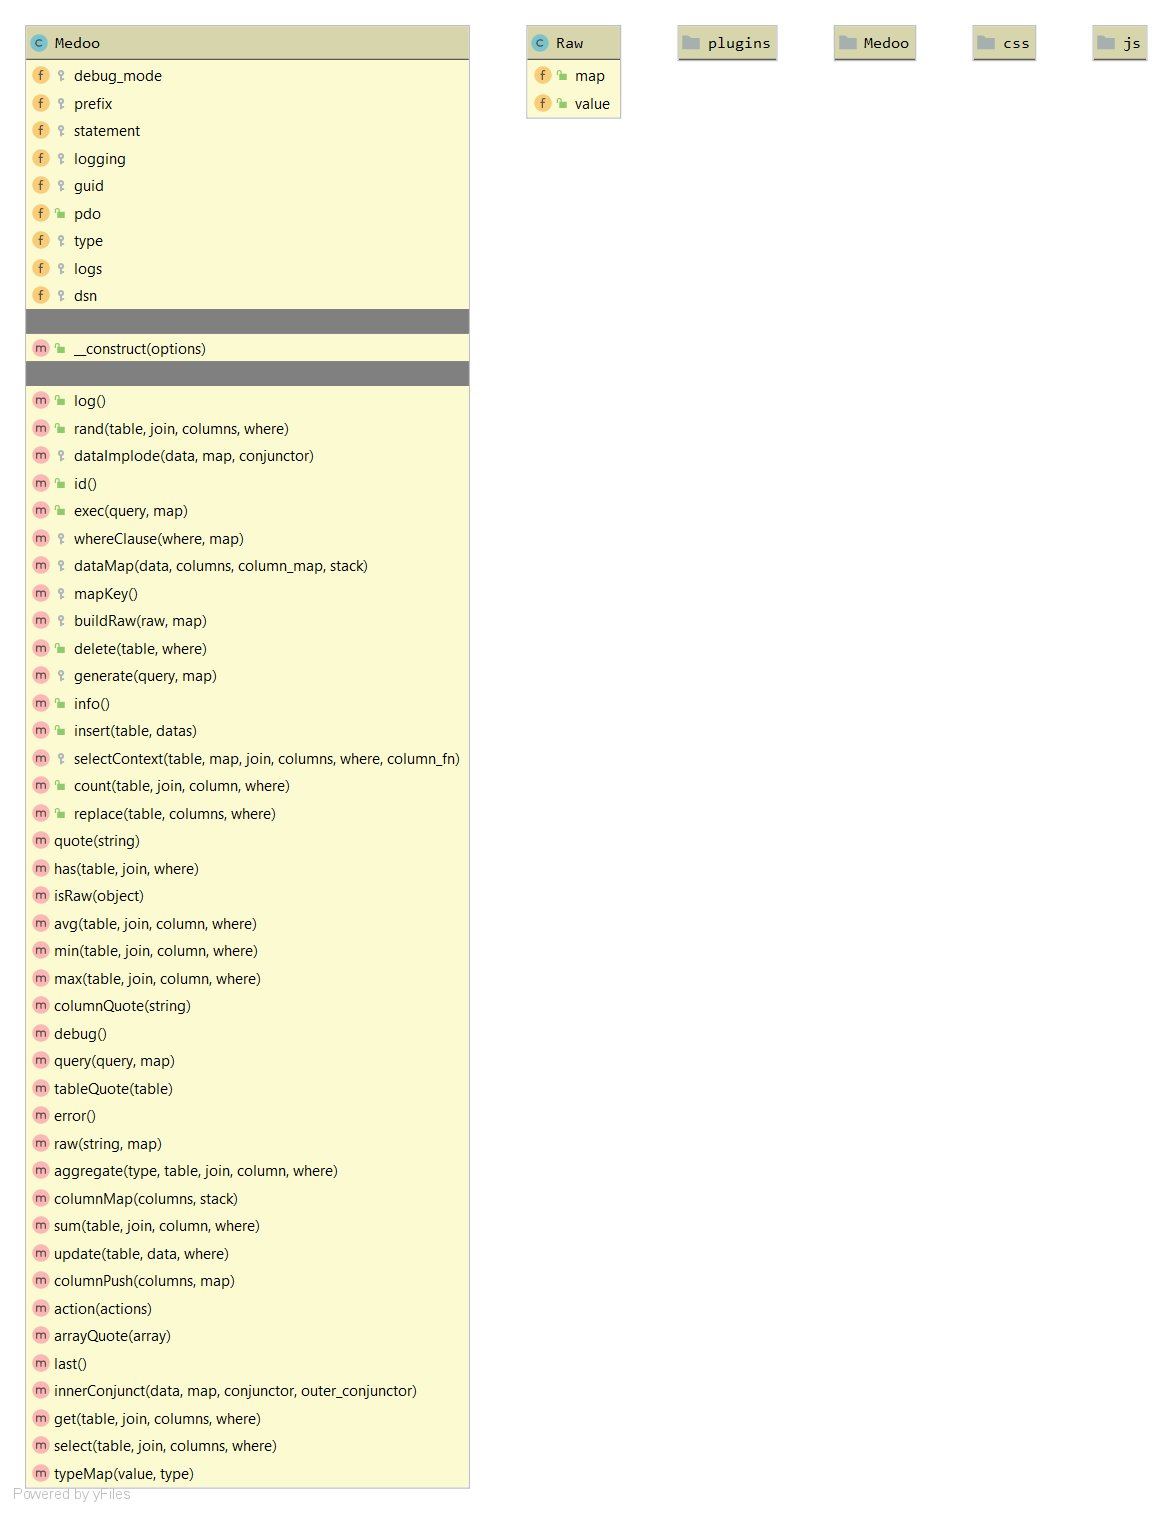 Medoo
debug_mode
prefix
statement
logging
guid
pdo
type
logs
dsn
__construct(options)
log()
rand(table, join, columns, where)
dataImplode(data, map, conjunctor)
id()
exec(query, map)
whereClause(where, map)
dataMap(data, columns, column_map, stack)
mapKey()
buildRaw(raw, map)
delete(table, where)
generate(query, map)
info()
insert(table, datas)
selectContext(table, map, join, columns, where, column_fn)
count(table, join, column, where)
replace(table, columns, where)
quote(string)
has(table, join, where)
isRaw(object)
avg(table, join, column, where)
min(table, join, column, where)
max(table, join, column, where)
columnQuote(string)
debug()
query(query, map)
tableQuote(table)
error()
raw(string, map)
aggregate(type, table, join, column, where)
columnMap(columns, stack)
sum(table, join, column, where)
update(table, data, where)
columnPush(columns, map)
action(actions)
arrayQuote(array)
last()
innerConjunct(data, map, conjunctor, outer_conjunctor)
get(table, join, columns, where)
select(table, join, columns, where)
typeMap(value, type)
Raw
map
value
plugins
Medoo
css
js
Powered by yFiles